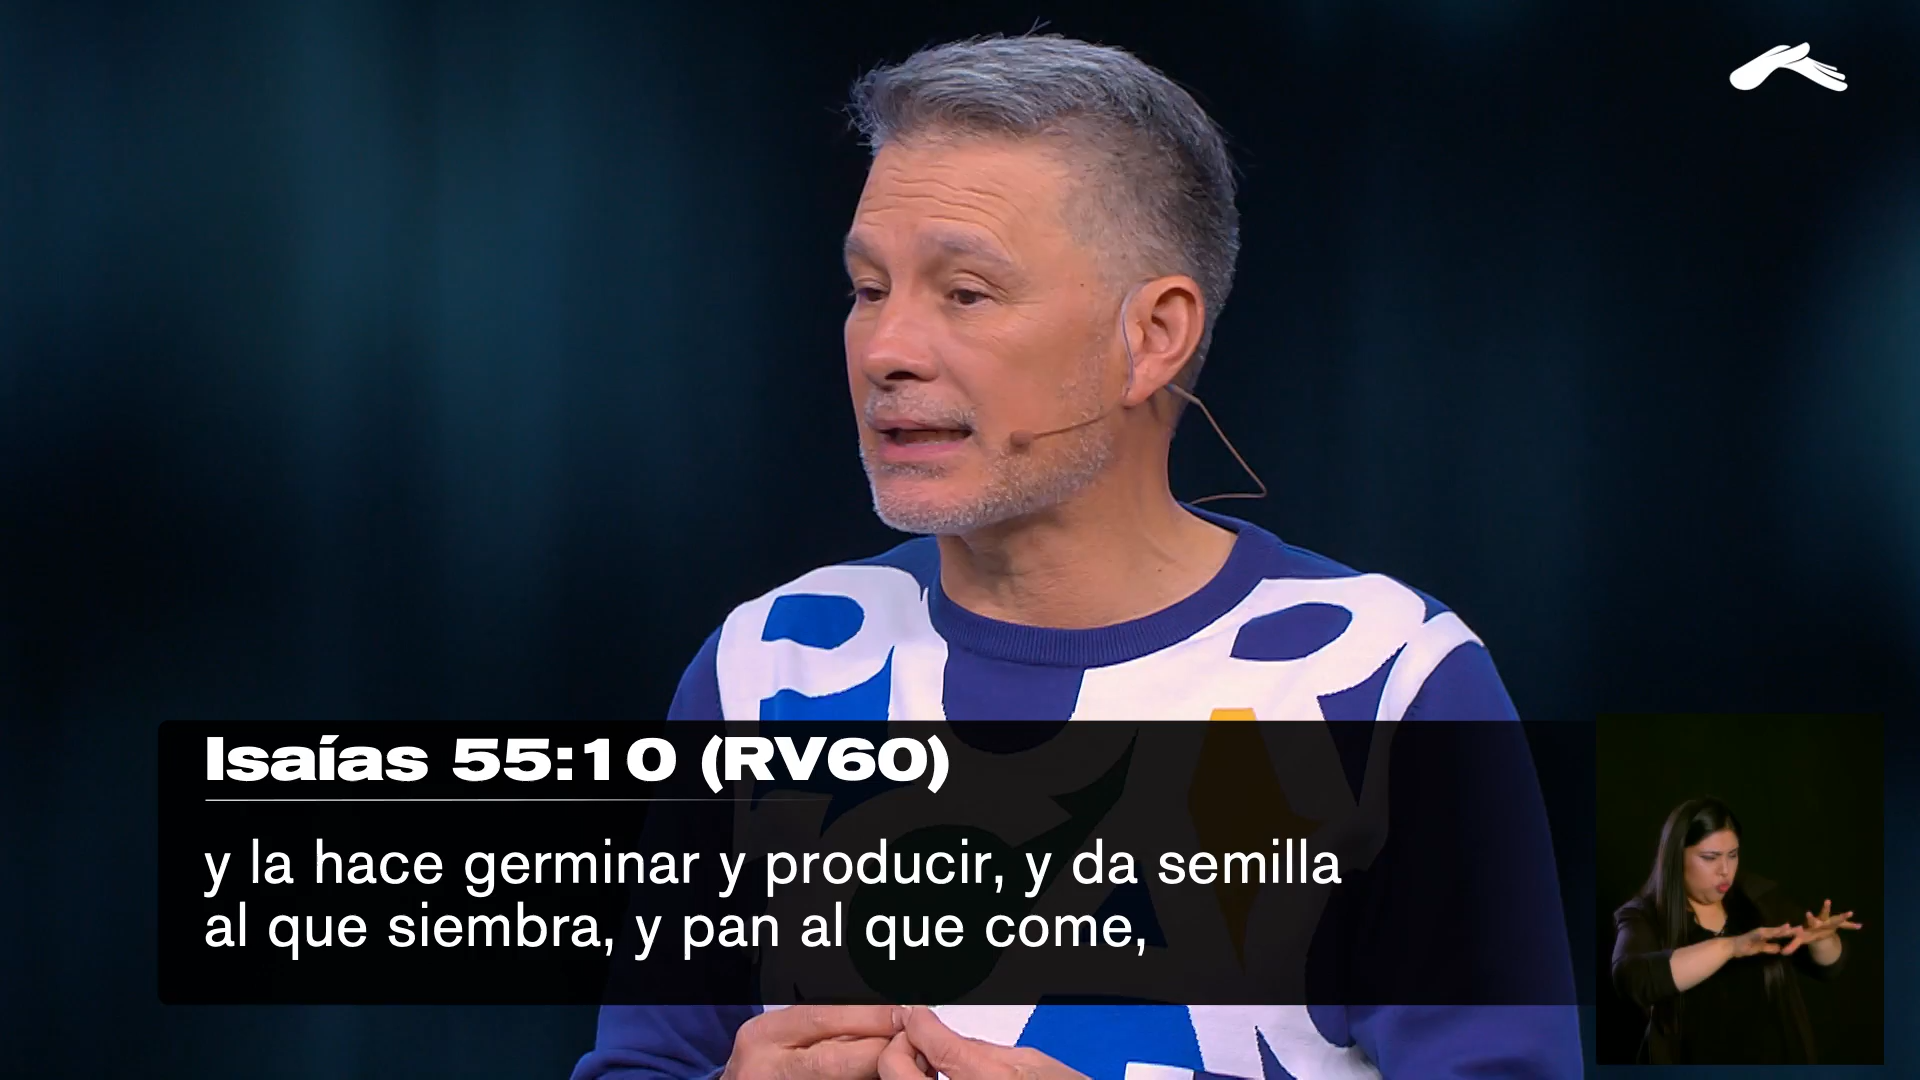 Isaías 55:10 (RV60)
y la hace germinar y producir, y da semilla
al que siembra, y pan al que come,